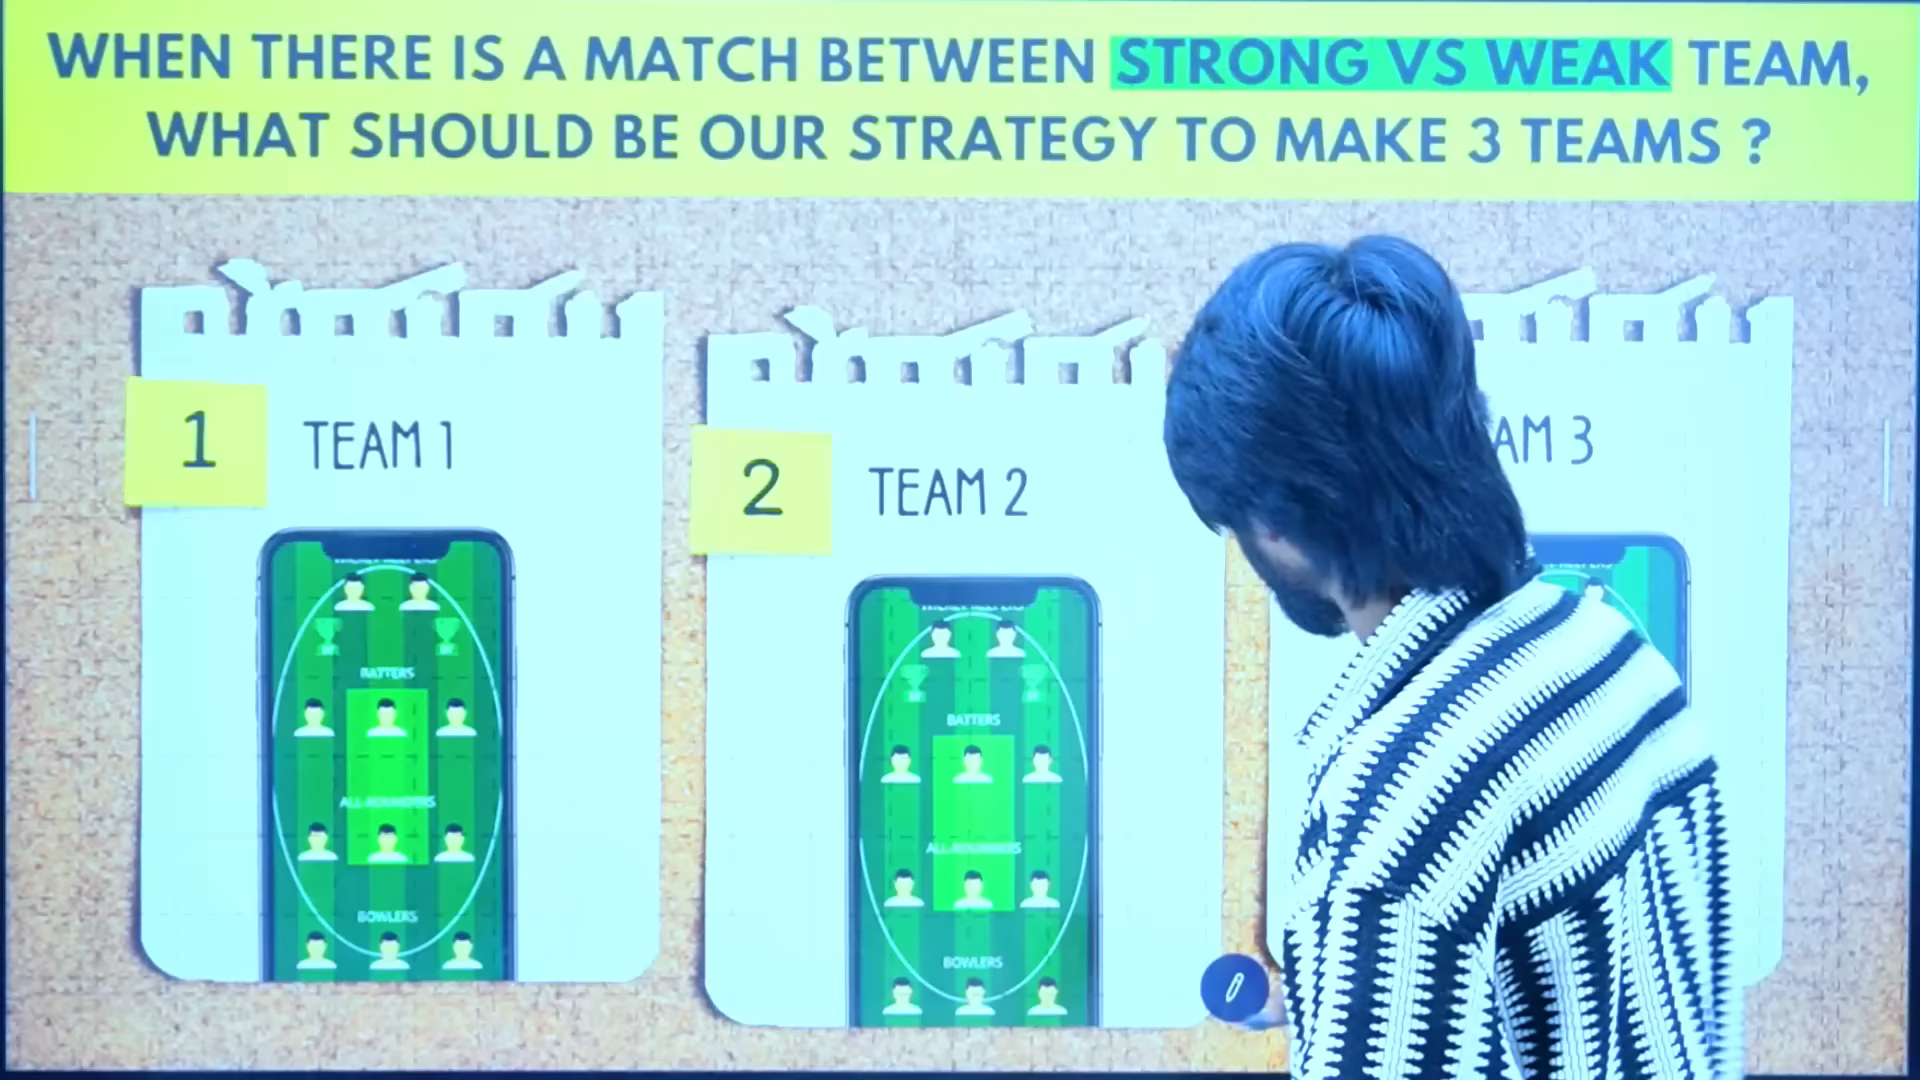 WHEN THERE IS A MATCH BETWEEN STRONG VS WEAK TEAM,
WHAT SHOULD BE OUR STRATEGY TO MAKE 3 TEAMS ?
1
TEAM 1
BATTERS
ALL-ROUNDERS
BOWLERS
2
TEAM 2
BATTERS
ALL-ROUNDERS
BOWLERS
AM 3